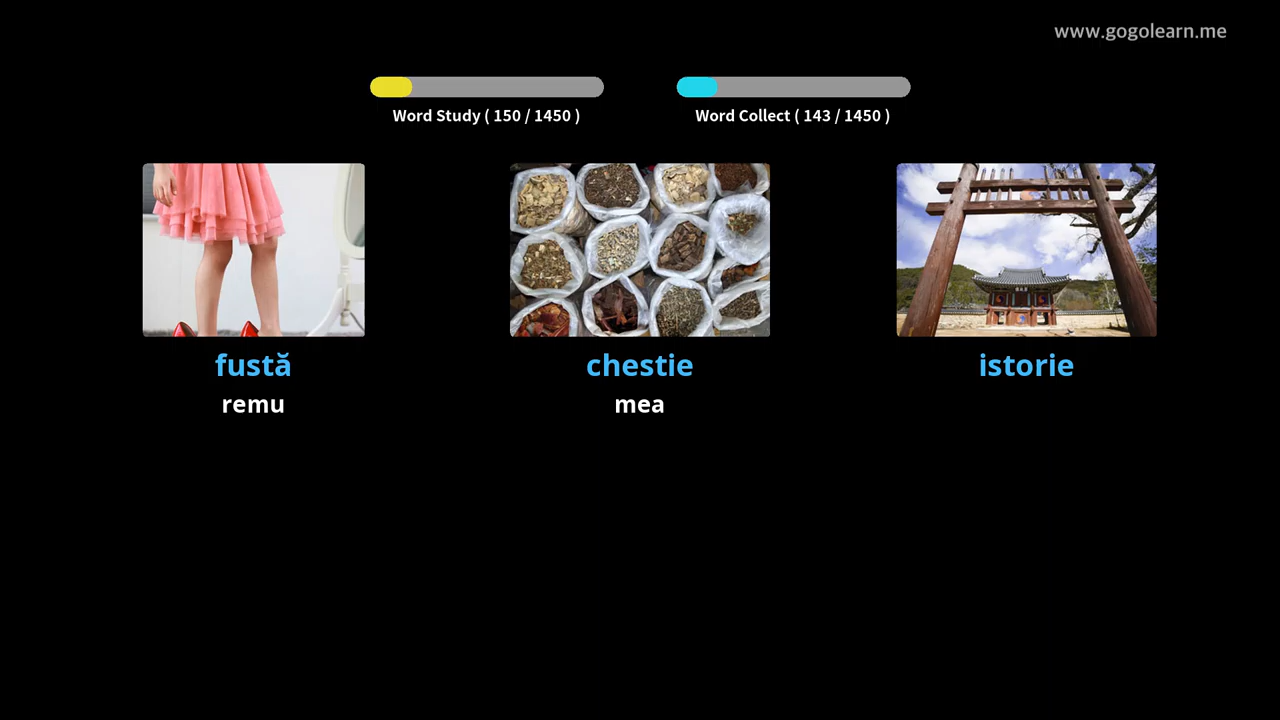 www.gogolearn.me
Word Study ( 150 / 1450 )
Word Collect ( 143 / 1450 )
fustă
chestie
istorie
remu
mea